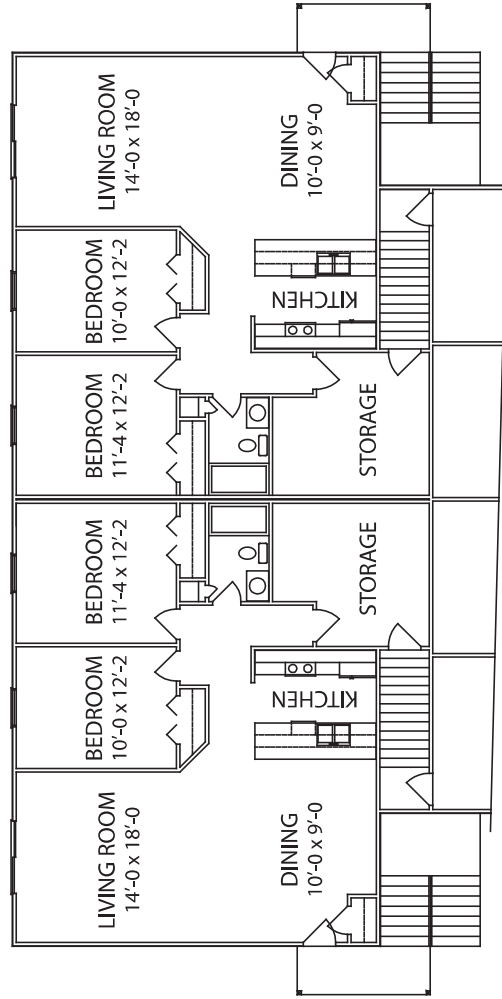 LIVING ROOM
14'-0 x 18'-0
BEDROOM
10'-0 x 12'-2
BEDROOM
11'-4 x 12'-2
BEDROOM
11'-4 x 12'-2
BEDROOM
10'-0 x 12'-2
LIVING ROOM
14'-0 x 18'-0
DINING
10'-0 x 9'-0
KITCHEN
STORAGE
STORAGE
KITCHEN
DINING
10'-0 x 9'-0